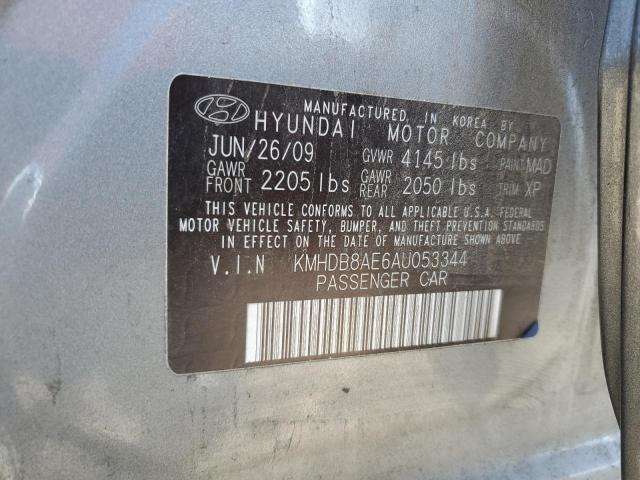 MANUFACTURED IN KOREA BY
HYUNDAI MOTOR COMPANY
JUN/26/09 GVWR 4145 lbs PAINT MAD
GAWR FRONT 2205 lbs GAWR REAR 2050 lbs TRIM XP
THIS VEHICLE CONFORMS TO ALL APPLICABLE U.S.A. FEDERAL
MOTOR VEHICLE SAFETY, BUMPER, AND THEFT PREVENTION STANDARDS
IN EFFECT ON THE DATE OF MANUFACTURE SHOWN ABOVE.
V.I.N KMHDB8AE6AU053344
PASSENGER CAR